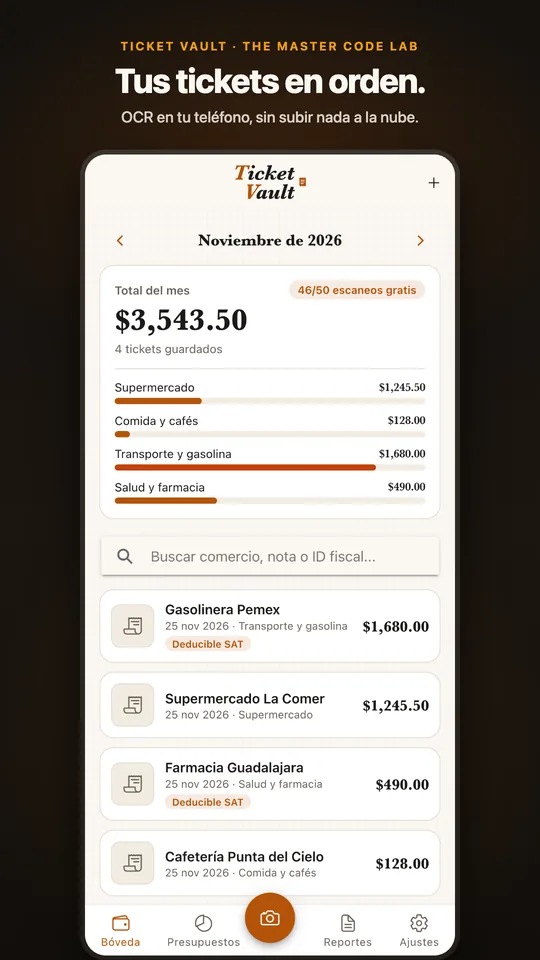 TICKET VAULT · THE MASTER CODE LAB
Tus tickets en orden.
OCR en tu teléfono, sin subir nada a la nube.
Ticket
Vault
Noviembre de 2026
Total del mes
46/50 escaneos gratis
$3,543.50
4 tickets guardados
Supermercado $1,245.50
Comida y cafés $128.00
Transporte y gasolina $1,680.00
Salud y farmacia $490.00
Buscar comercio, nota o ID fiscal...
Gasolinera Pemex
25 nov 2026 · Transporte y gasolina
$1,680.00
Deducible SAT
Supermercado La Comer
25 nov 2026 · Supermercado
$1,245.50
Farmacia Guadalajara
25 nov 2026 · Salud y farmacia
$490.00
Deducible SAT
Cafetería Punta del Cielo
25 nov 2026 · Comida y cafés
$128.00
Bóveda Presupuestos Reportes Ajustes